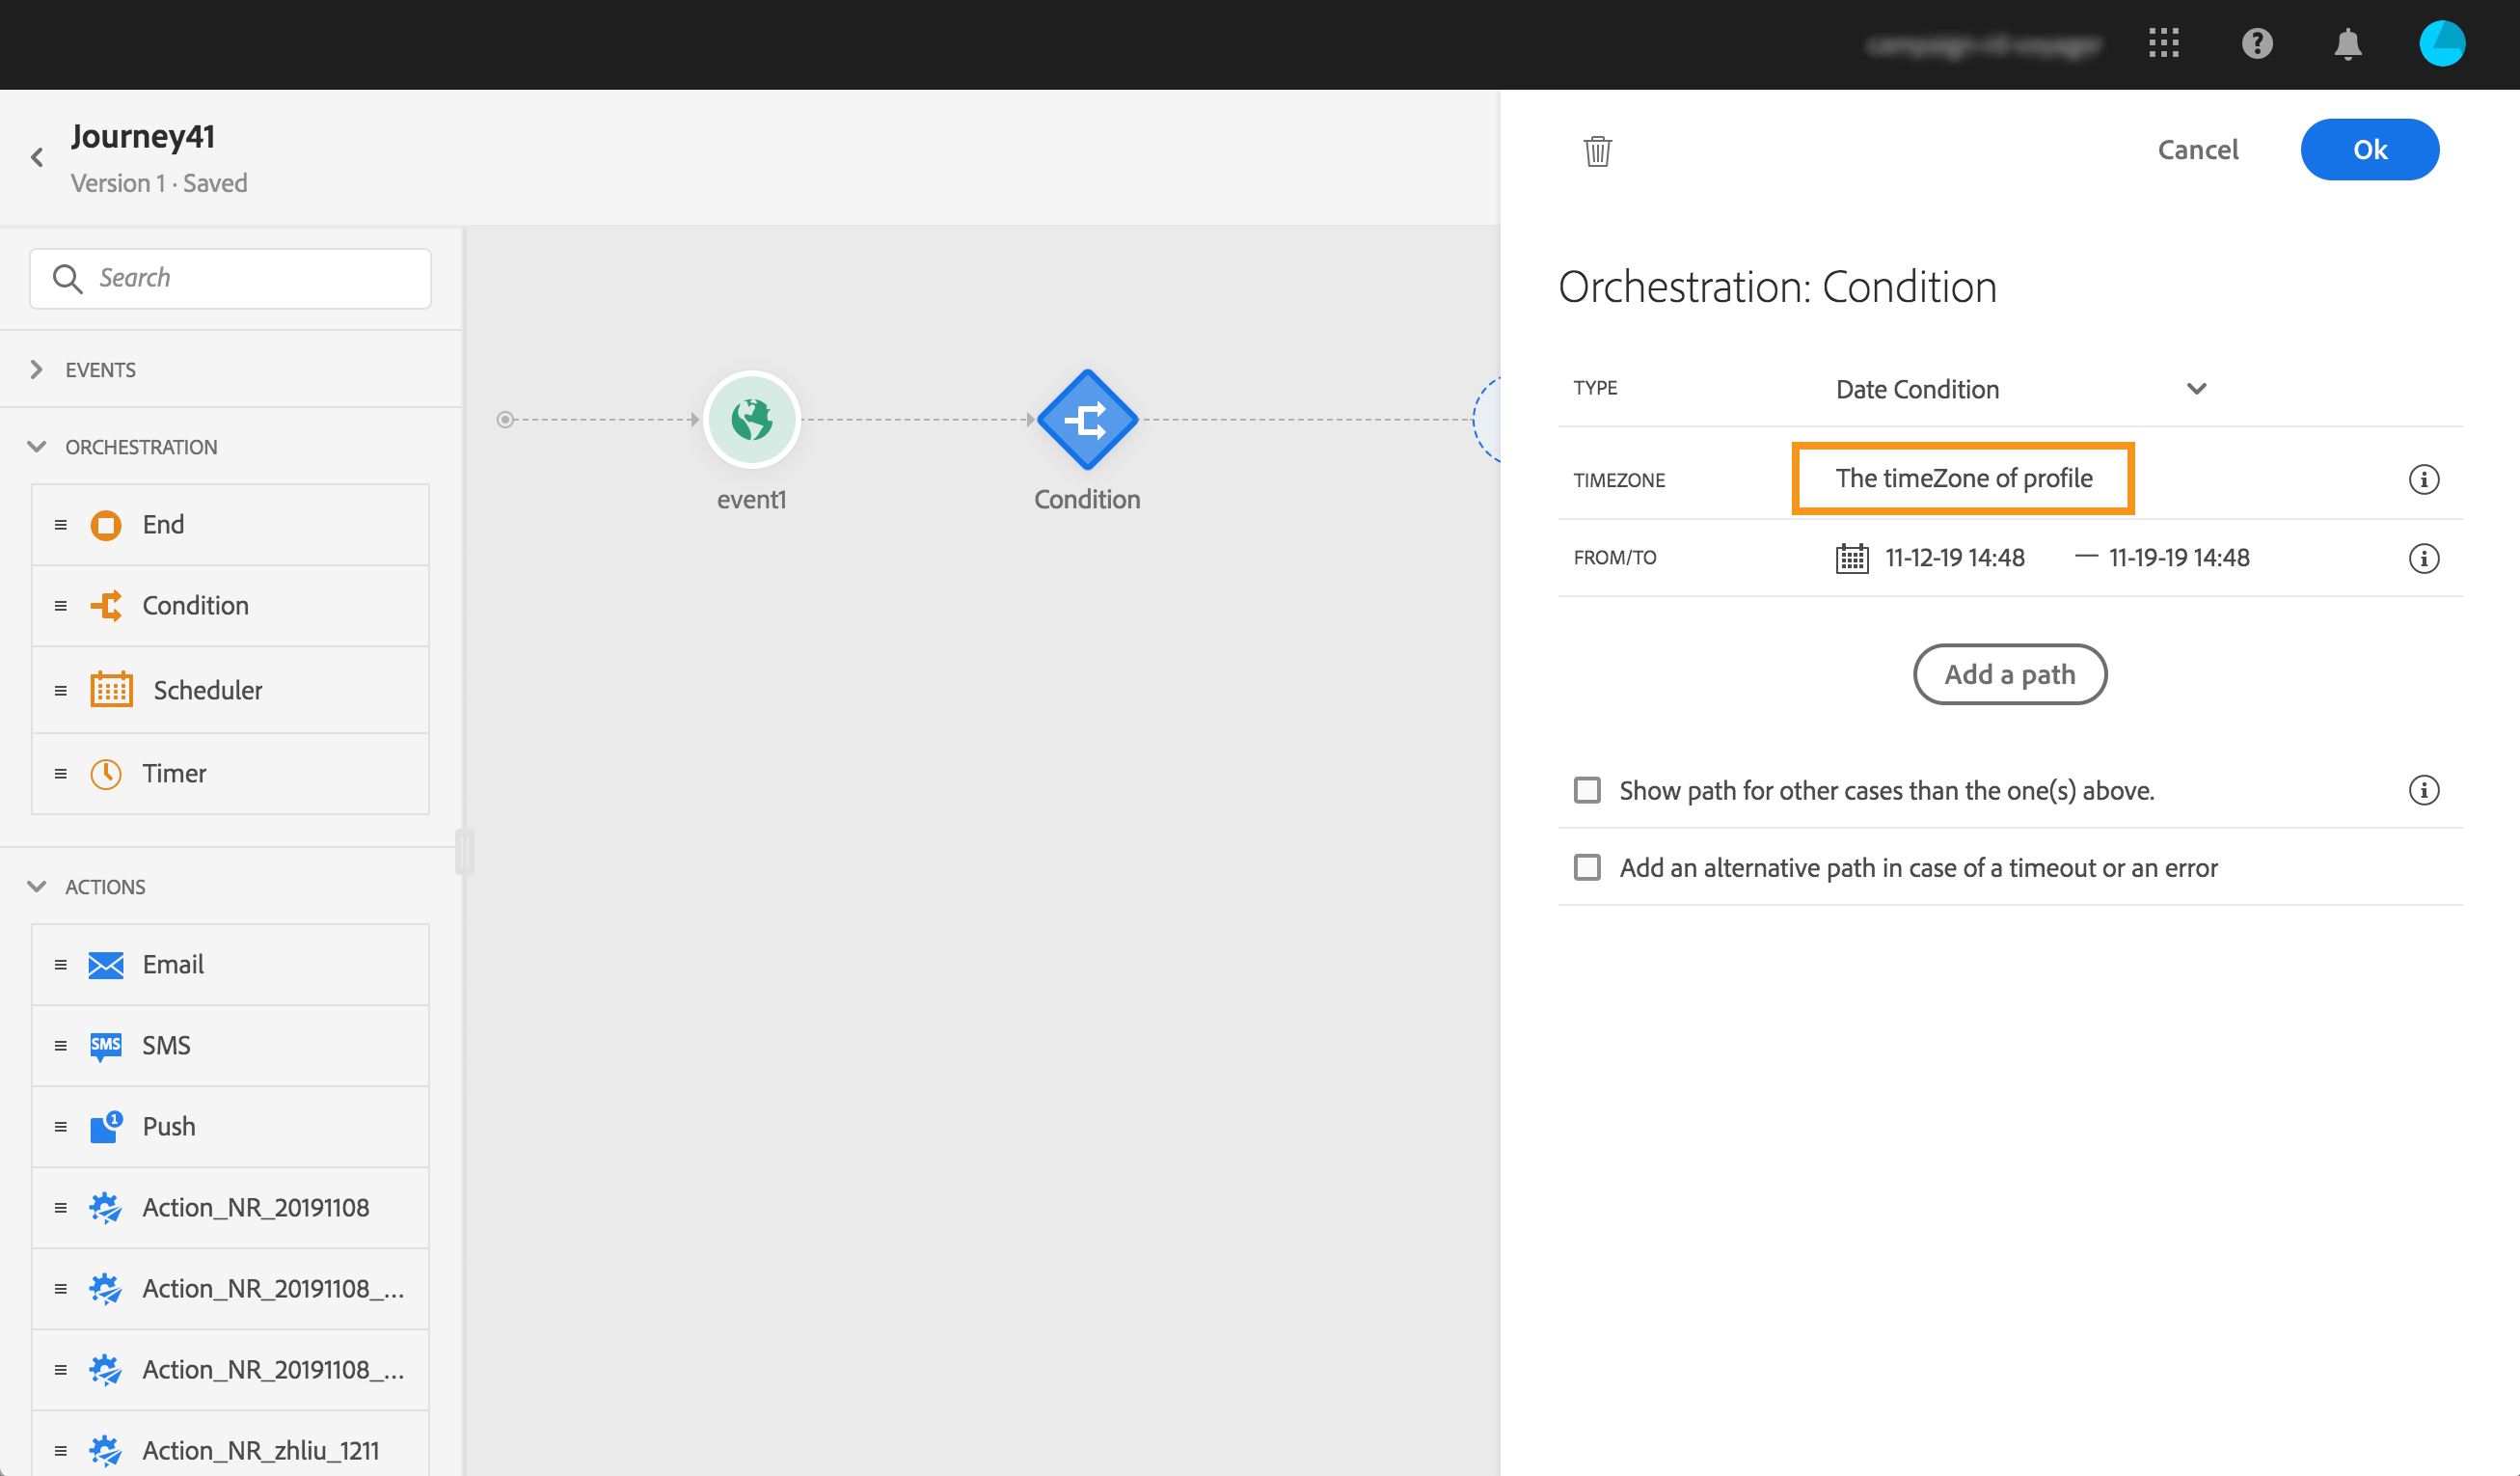 Journey41
Version 1 · Saved
Search
EVENTS
ORCHESTRATION
End
Condition
Scheduler
Timer
ACTIONS
Email
SMS
SMS
1
Push
Action_NR_20191108
Action_NR_20191108_...
Action_NR_20191108_...
Action_NR_zhliu_1211
event1
Condition
Cancel
Ok
Orchestration: Condition
TYPE
Date Condition
TIMEZONE
The timeZone of profile
FROM/TO
11-12-19 14:48 — 11-19-19 14:48
Add a path
Show path for other cases than the one(s) above.
Add an alternative path in case of a timeout or an error